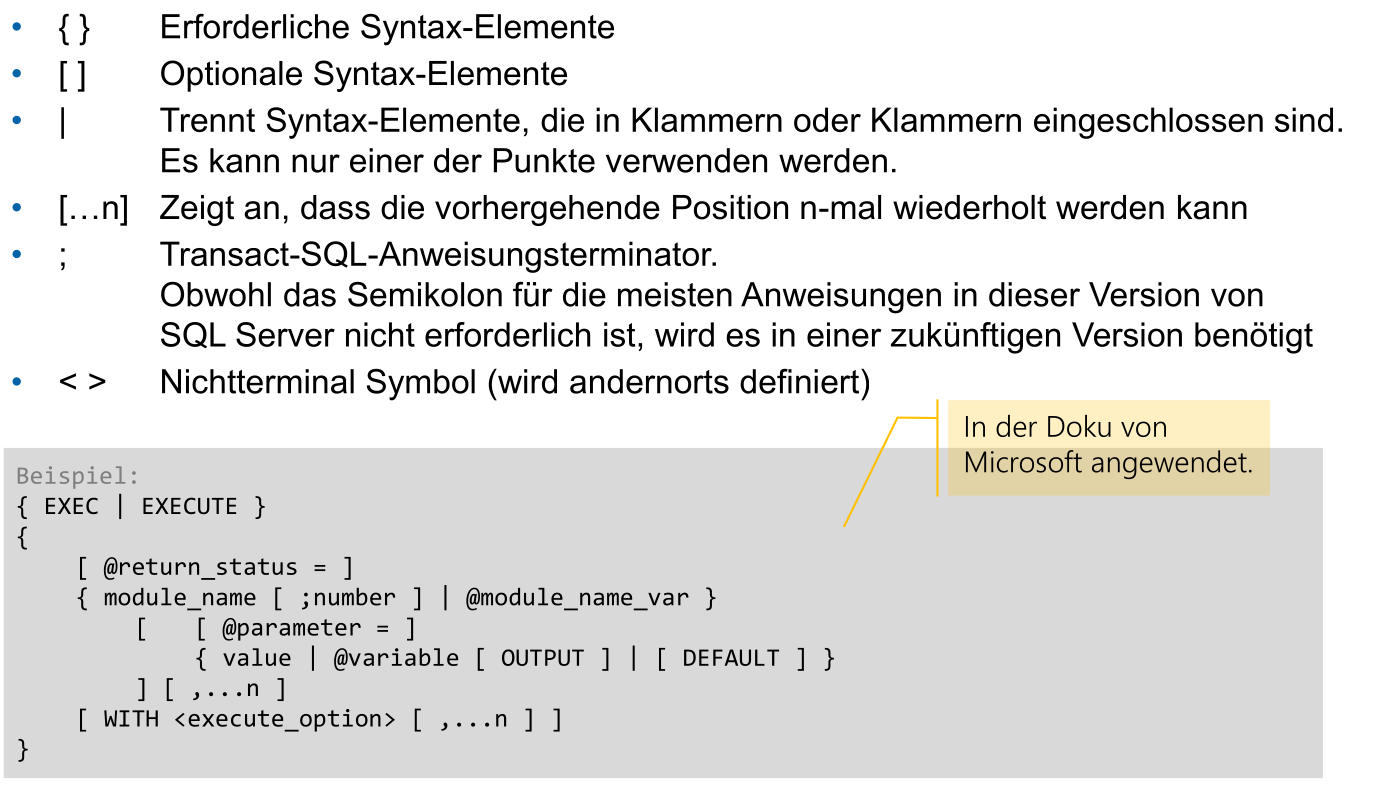 • { } Erforderliche Syntax-Elemente
• [ ] Optionale Syntax-Elemente
• | Trennt Syntax-Elemente, die in Klammern oder Klammern eingeschlossen sind.
Es kann nur einer der Punkte verwenden werden.
• […n] Zeigt an, dass die vorhergehende Position n-mal wiederholt werden kann
• ; Transact-SQL-Anweisungsterminator.
Obwohl das Semikolon für die meisten Anweisungen in dieser Version von
SQL Server nicht erforderlich ist, wird es in einer zukünftigen Version benötigt
• < > Nichtterminal Symbol (wird andernorts definiert)
In der Doku von
Microsoft angewendet.
Beispiel:
{ EXEC | EXECUTE }
{
    [ @return_status = ]
    { module_name [ ;number ] | @module_name_var }
        [   [ @parameter = ]
            { value | @variable [ OUTPUT ] | [ DEFAULT ] }
        ] [ ,...n ]
    [ WITH <execute_option> [ ,...n ] ]
}